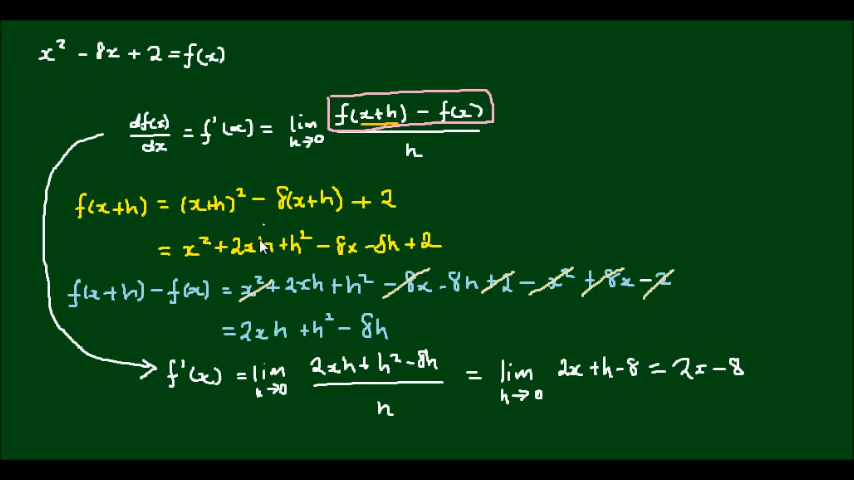 x² - 8x + 2 = f(x)
df(x)/dx = f'(x) = lim h→0 f(x+h) - f(x) / h
f(x+h) = (x+h)² - 8(x+h) + 2
= x² + 2xh + h² - 8x - 8h + 2
f(x+h) - f(x) = x² + 2xh + h² - 8x - 8h + 2 - x² + 8x - 2
= 2xh + h² - 8h
f'(x) = lim h→0 2xh + h² - 8h / h = lim h→0 2x + h - 8 = 2x - 8